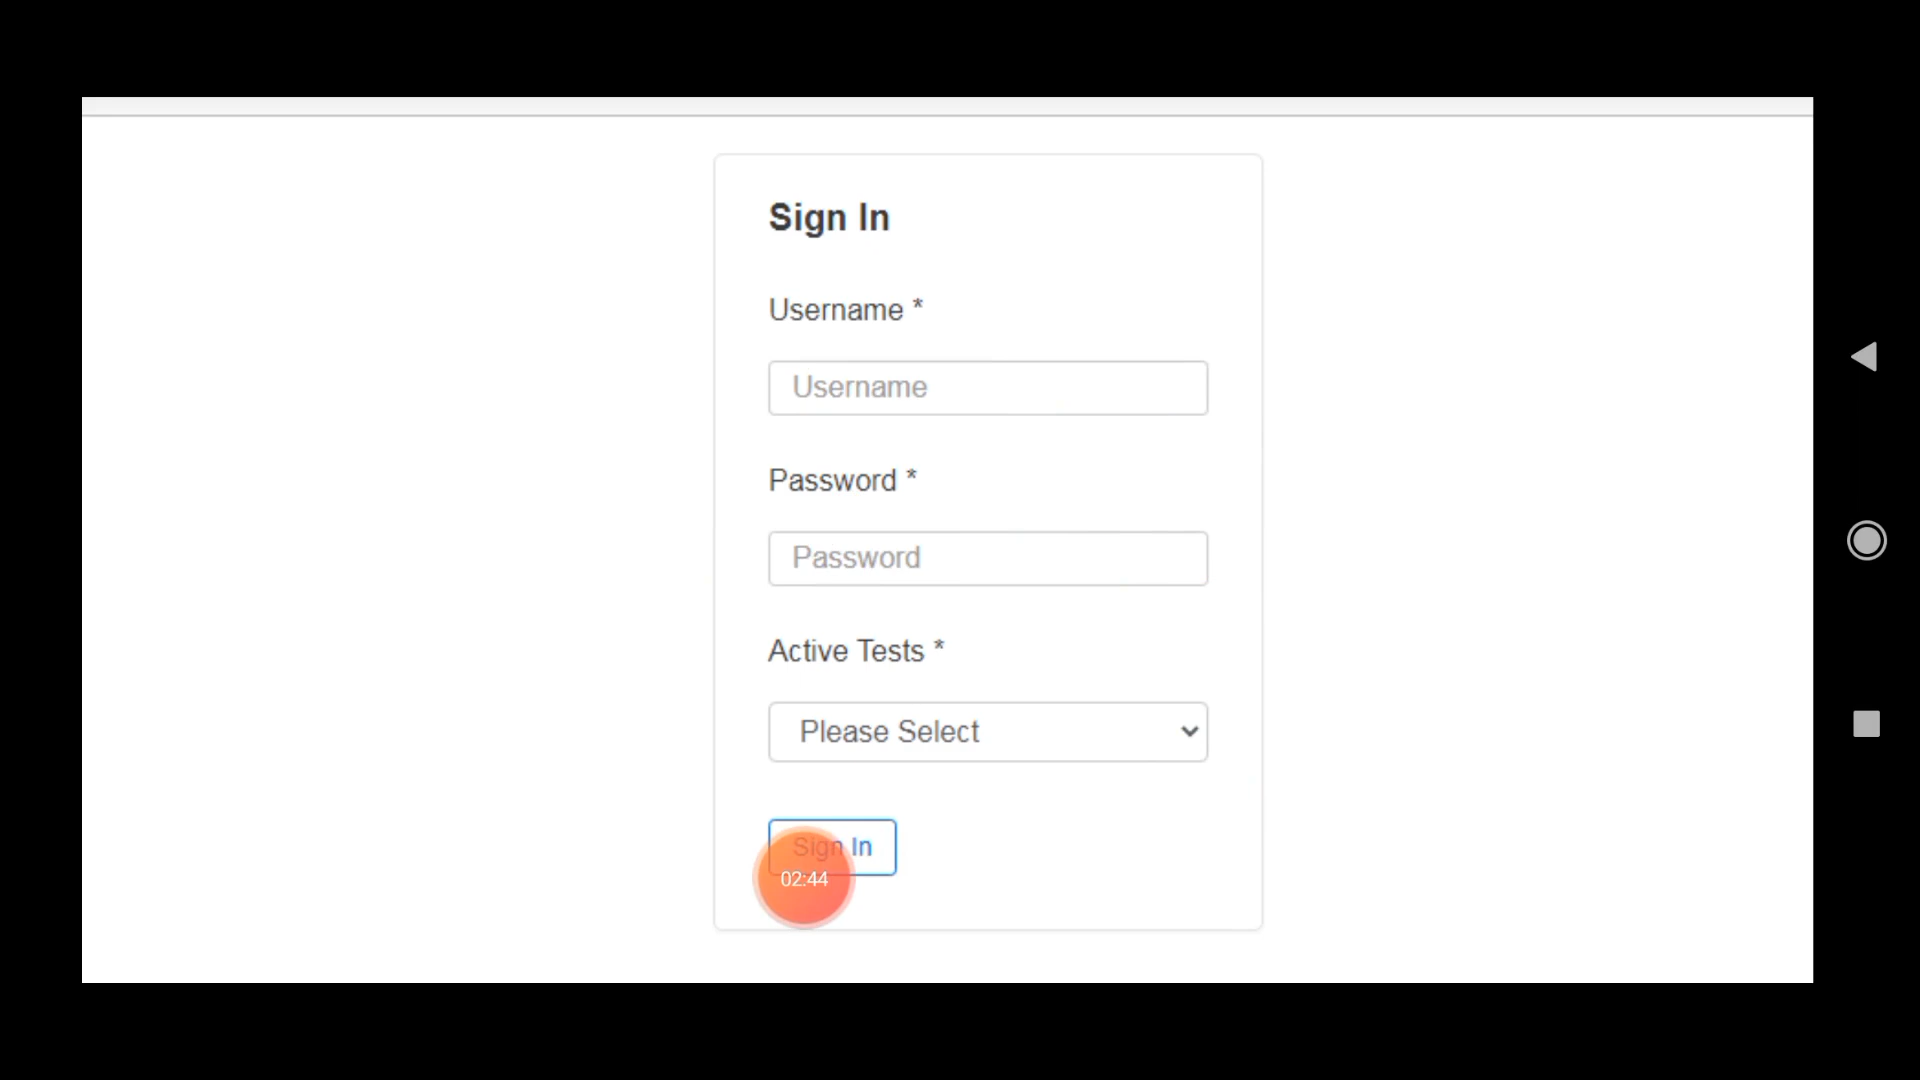 Sign In
Username *
Username
Password *
Password
Active Tests *
Please Select
Sign In
02:44